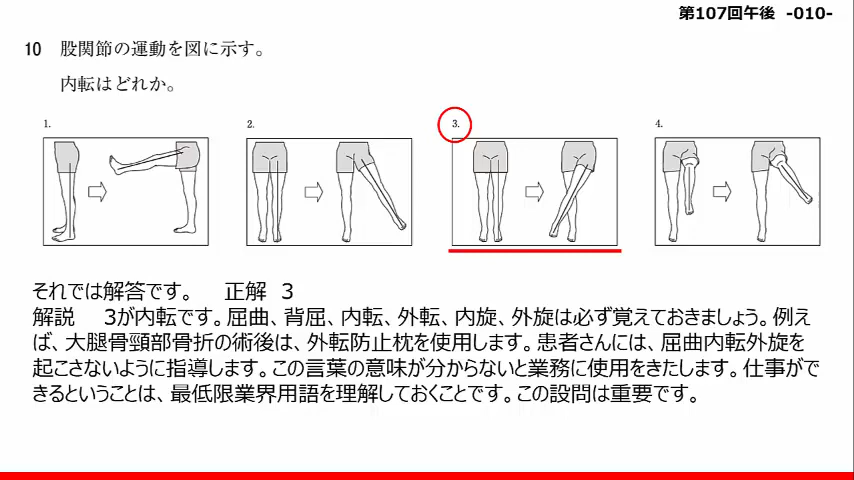 第107回午後 -010-
10 股関節の運動を図に示す。
内転はどれか。
1.
2.
3.
4.
それでは解答です。 正解 3
解説 3が内転です。屈曲、背屈、内転、外転、内旋、外旋は必ず覚えておきましょう。例え
ば、大腿骨頸部骨折の術後は、外転防止枕を使用します。患者さんには、屈曲内転外旋を
起こさないように指導します。この言葉の意味が分からないと業務に使用をきたします。仕事がで
きるということは、最低限業界用語を理解しておくことです。この設問は重要です。